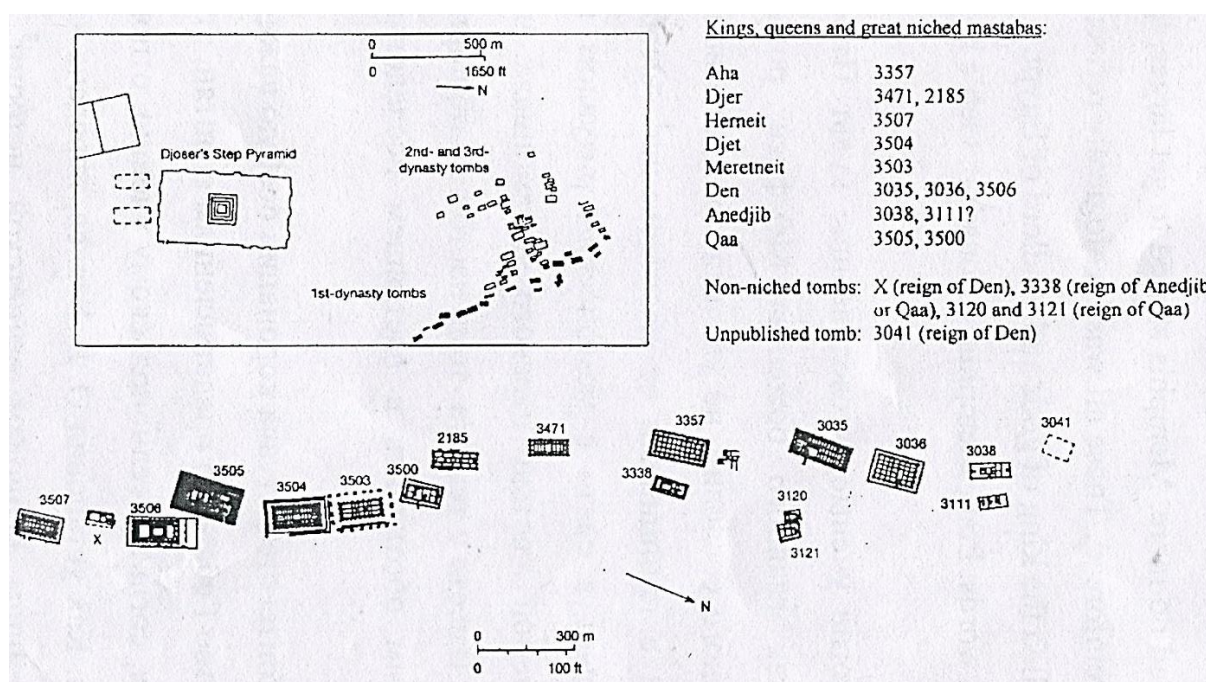 0 500 m
0 1650 ft
N
Djoser's Step Pyramid
2nd- and 3rd-
dynasty tombs
1st-dynasty tombs
Kings, queens and great niched mastabas:
Aha 3357
Djer 3471, 2185
Herneit 3507
Djet 3504
Meretneit 3503
Den 3035, 3036, 3506
Anedjib 3038, 3111?
Qaa 3505, 3500
Non-niched tombs: X (reign of Den), 3338 (reign of Anedjib
or Qaa), 3120 and 3121 (reign of Qaa)
Unpublished tomb: 3041 (reign of Den)
3507
X
3506
3505
3504
3503
3500
2185
3471
3357
3338
3035
3120
3121
3036
3038
3111
3041
N
0 300 m
0 100 ft